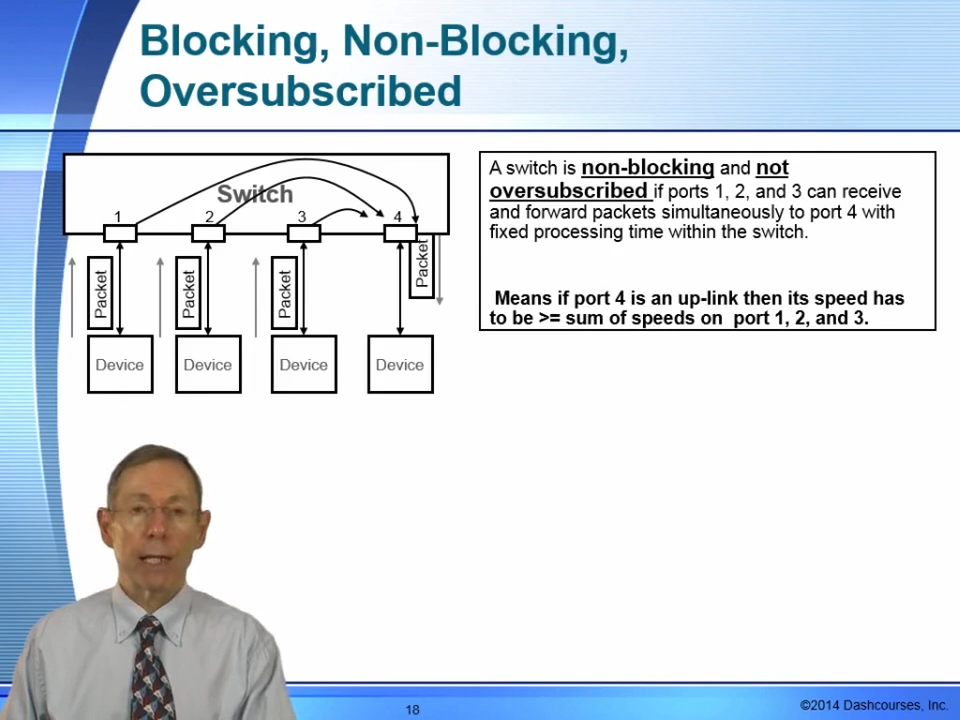 Blocking, Non-Blocking,
Oversubscribed
Switch
1 2 3 4
Packet Packet Packet Packet
Device Device Device Device
A switch is non-blocking and not
oversubscribed if ports 1, 2, and 3 can receive
and forward packets simultaneously to port 4 with
fixed processing time within the switch.
Means if port 4 is an up-link then its speed has
to be >= sum of speeds on port 1, 2, and 3.
18
©2014 Dashcourses, Inc.